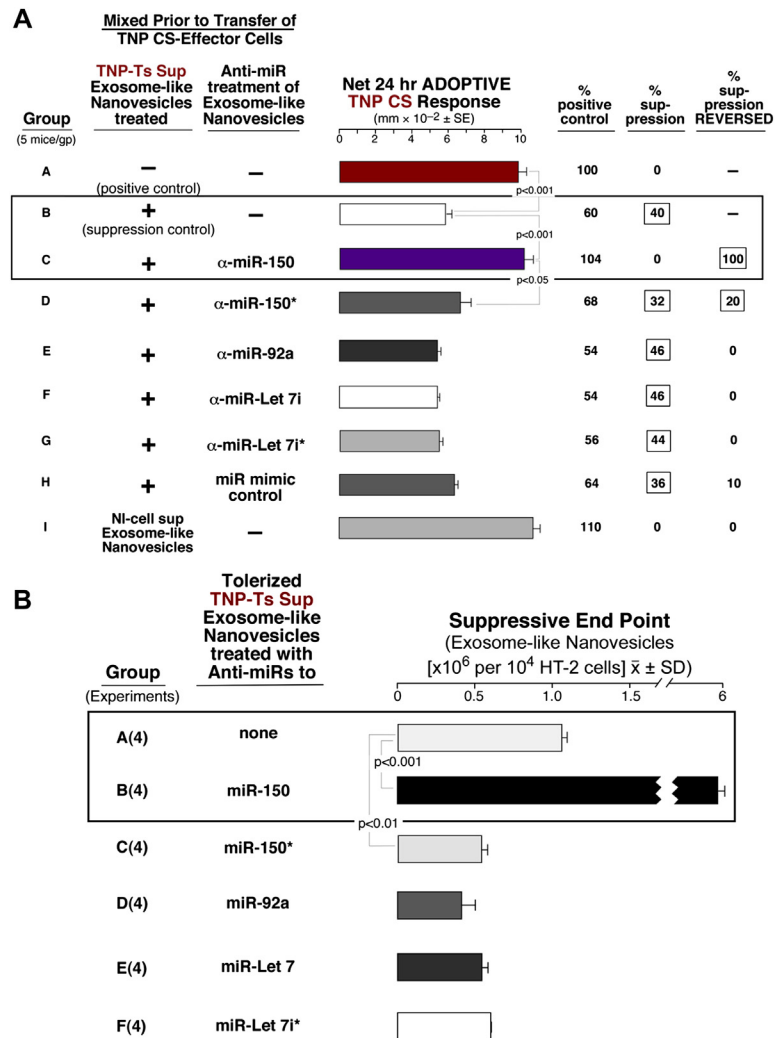 A
Mixed Prior to Transfer of
TNP CS-Effector Cells
TNP-Ts Sup
Exosome-like
Nanovesicles
treated
Anti-miR
treatment of
Exosome-like
Nanovesicles
Net 24 hr ADOPTIVE
TNP CS Response
(mm × 10⁻² ± SE)
Group
(5 mice/gp)
%
positive
control
%
sup-
pression
%
sup-
pression
REVERSED
0 2 4 6 8 10
A − − 100 0 −
(positive control)
p<0.001
B + − 60 40 −
(suppression control)
p<0.001
C + α-miR-150 104 0 100
p<0.05
D + α-miR-150* 68 32 20
E + α-miR-92a 54 46 0
F + α-miR-Let 7i 54 46 0
G + α-miR-Let 7i* 56 44 0
H + miR mimic
control 64 36 10
I NI-cell sup
Exosome-like
Nanovesicles − 110 0 0
B
Tolerized
TNP-Ts Sup
Exosome-like
Nanovesicles
treated with
Anti-miRs to
Group
(Experiments)
Suppressive End Point
(Exosome-like Nanovesicles
[x10⁶ per 10⁴ HT-2 cells] x̄ ± SD)
0 0.5 1.0 1.5 6
A(4) none
p<0.001
B(4) miR-150
p<0.01
C(4) miR-150*
D(4) miR-92a
E(4) miR-Let 7
F(4) miR-Let 7i*